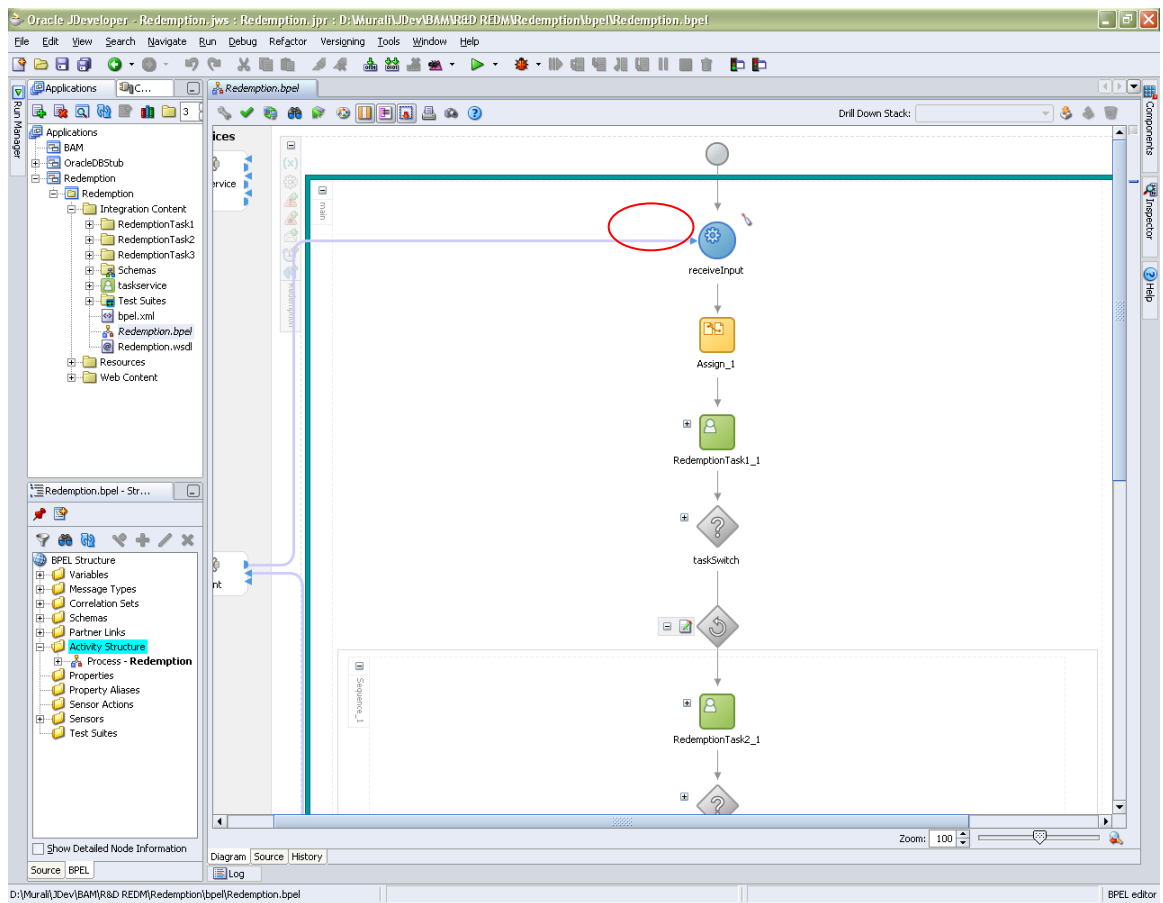 Oracle JDeveloper - Redemption.jws : Redemption.jpr : D:\Murali\JDev\BAM\R&D REDM\Redemption\bpel\Redemption.bpel
File Edit View Search Navigate Run Debug Refactor Versigning Tools Window Help
Applications
C...
Redemption.bpel
Run Manager
3
Applications
BAM
OracleDBStub
Redemption
Redemption
Integration Content
RedemptionTask1
RedemptionTask2
RedemptionTask3
Schemas
taskservice
Test Suites
bpel.xml
Redemption.bpel
Redemption.wsdl
Resources
Web Content
Redemption.bpel - Str...
BPEL Structure
Variables
Message Types
Correlation Sets
Schemas
Partner Links
Activity Structure
Process - Redemption
Properties
Property Aliases
Sensor Actions
Sensors
Test Suites
Show Detailed Node Information
Source BPEL
Drill Down Stack:
ices
ervice
nt
(x)
Redemption
main
receiveInput
Assign_1
RedemptionTask1_1
taskSwitch
Sequence_1
RedemptionTask2_1
Zoom: 100
Diagram Source History
Log
Components
Inspector
Help
D:\Murali\JDev\BAM\R&D REDM\Redemption\bpel\Redemption.bpel
BPEL editor